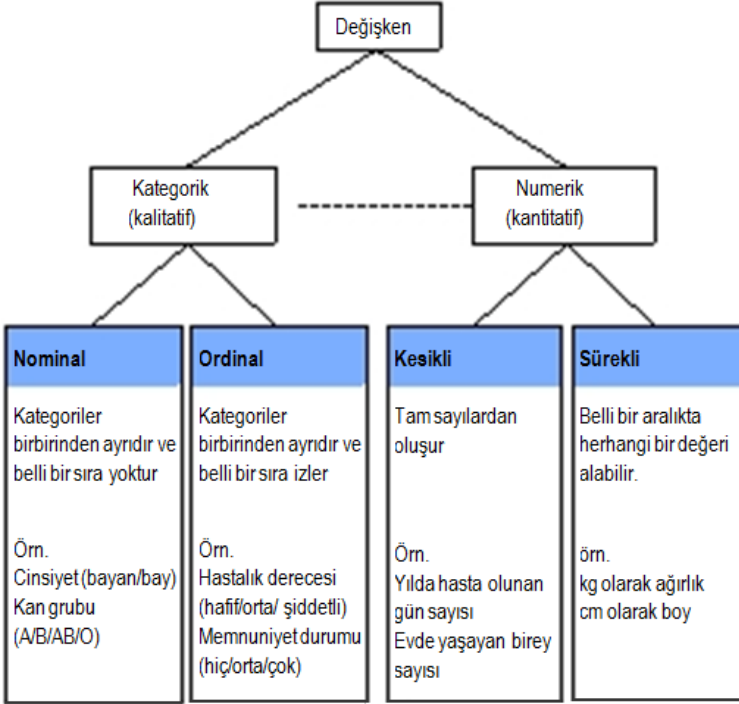 Değişken
Kategorik
(kalitatif)
Numerik
(kantitatif)
Nominal
Kategoriler
birbirinden ayrıdır ve
belli bir sıra yoktur
Örn.
Cinsiyet (bayan/bay)
Kan grubu
(A/B/AB/O)
Ordinal
Kategoriler
birbirinden ayrıdır ve
belli bir sıra izler
Örn.
Hastalık derecesi
(hafif/orta/ şiddetli)
Memnuniyet durumu
(hiç/orta/çok)
Kesikli
Tam sayılardan
oluşur
Örn.
Yılda hasta olunan
gün sayısı
Evde yaşayan birey
sayısı
Sürekli
Belli bir aralıkta
herhangi bir değeri
alabilir.
örn.
kg olarak ağırlık
cm olarak boy